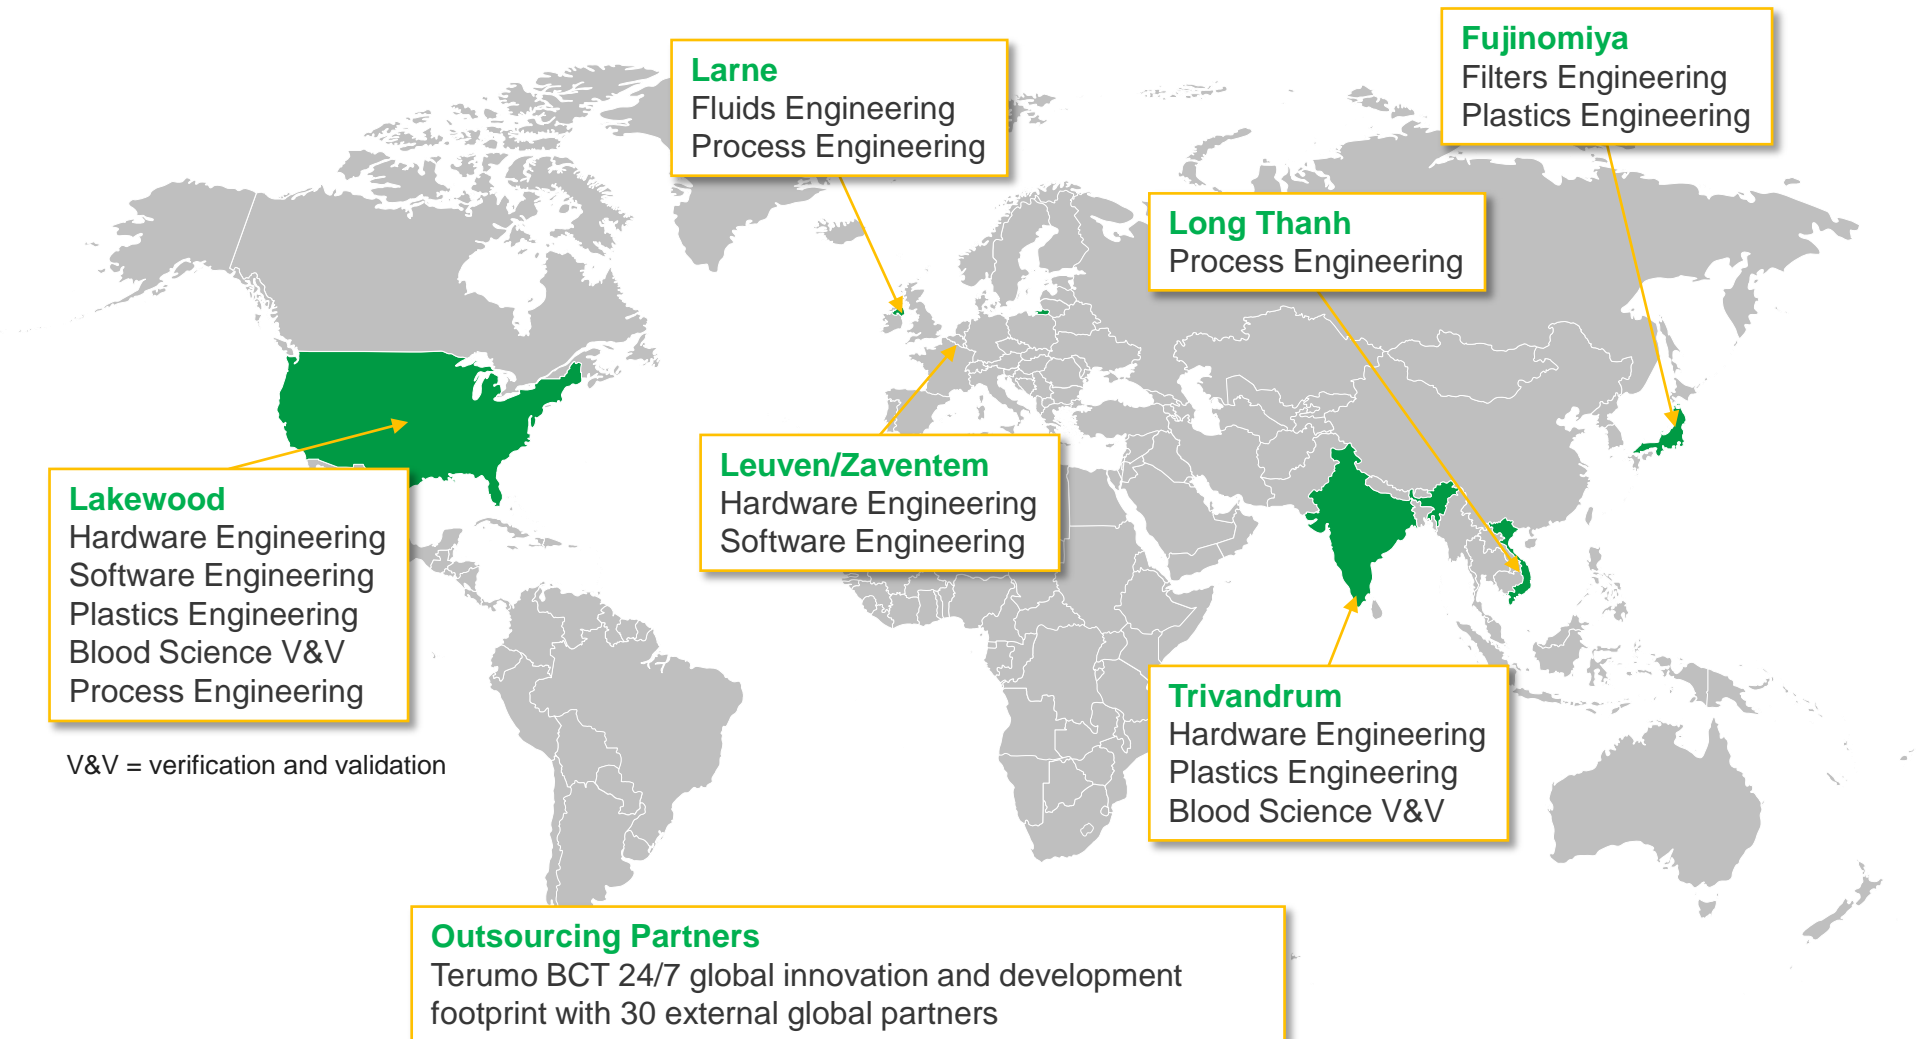 Fujinomiya
Filters Engineering
Plastics Engineering
Larne
Fluids Engineering
Process Engineering
Long Thanh
Process Engineering
Leuven/Zaventem
Hardware Engineering
Software Engineering
Lakewood
Hardware Engineering
Software Engineering
Plastics Engineering
Blood Science V&V
Process Engineering
V&V = verification and validation
Trivandrum
Hardware Engineering
Plastics Engineering
Blood Science V&V
Outsourcing Partners
Terumo BCT 24/7 global innovation and development
footprint with 30 external global partners